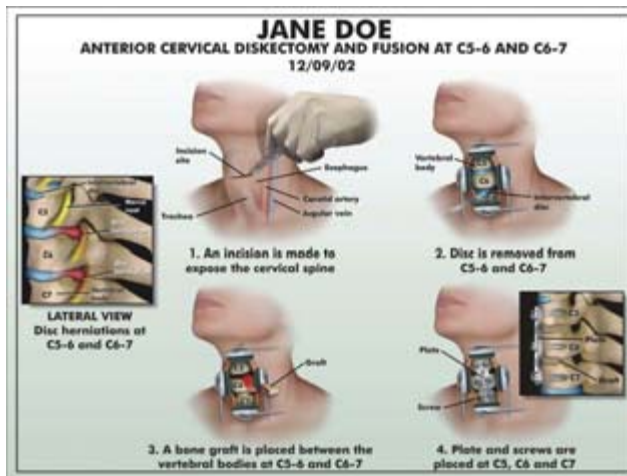 JANE DOE
ANTERIOR CERVICAL DISKECTOMY AND FUSION AT C5-6 AND C6-7
12/09/02
Incision
site
Esophagus
Carotid artery
Jugular vein
Trachea
1. An incision is made to
expose the cervical spine
Vertebral
body
C6
Intervertebral
disc
2. Disc is removed from
C5-6 and C6-7
C5
C6
C7
LATERAL VIEW
Disc herniations at
C5-6 and C6-7
Graft
3. A bone graft is placed between the
vertebral bodies at C5-6 and C6-7
Plate
Screw
C7
Plate
Graft
4. Plate and screws are
placed at C5, C6 and C7